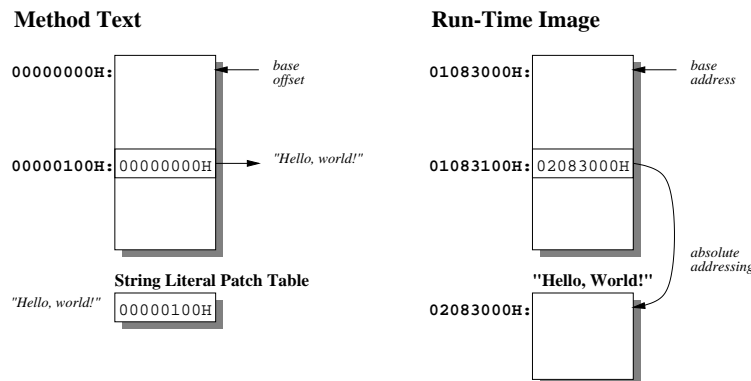 Method Text
00000000H:
base
offset
00000100H: 00000000H
"Hello, world!"
String Literal Patch Table
"Hello, world!" 00000100H
Run-Time Image
01083000H:
base
address
01083100H: 02083000H
absolute
addressing
"Hello, World!"
02083000H: